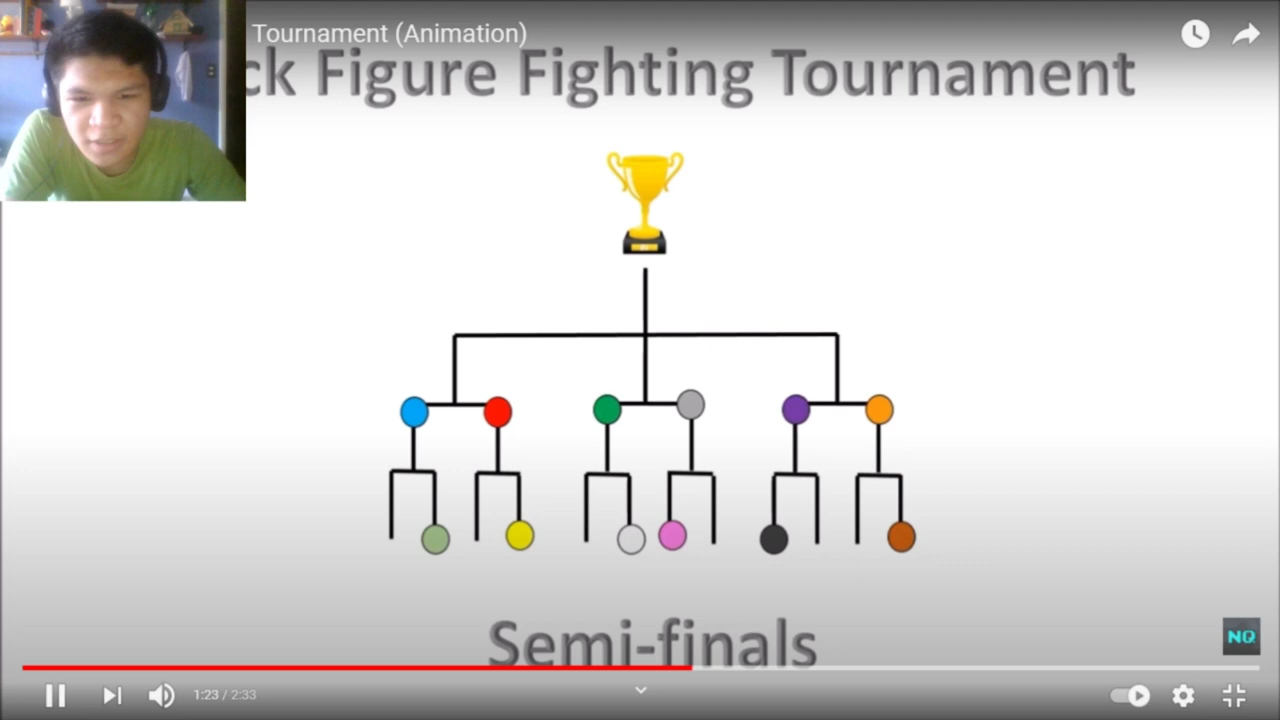 Tournament (Animation)
ck Figure Fighting Tournament
Semi-finals
NQ
1:23 / 2:33